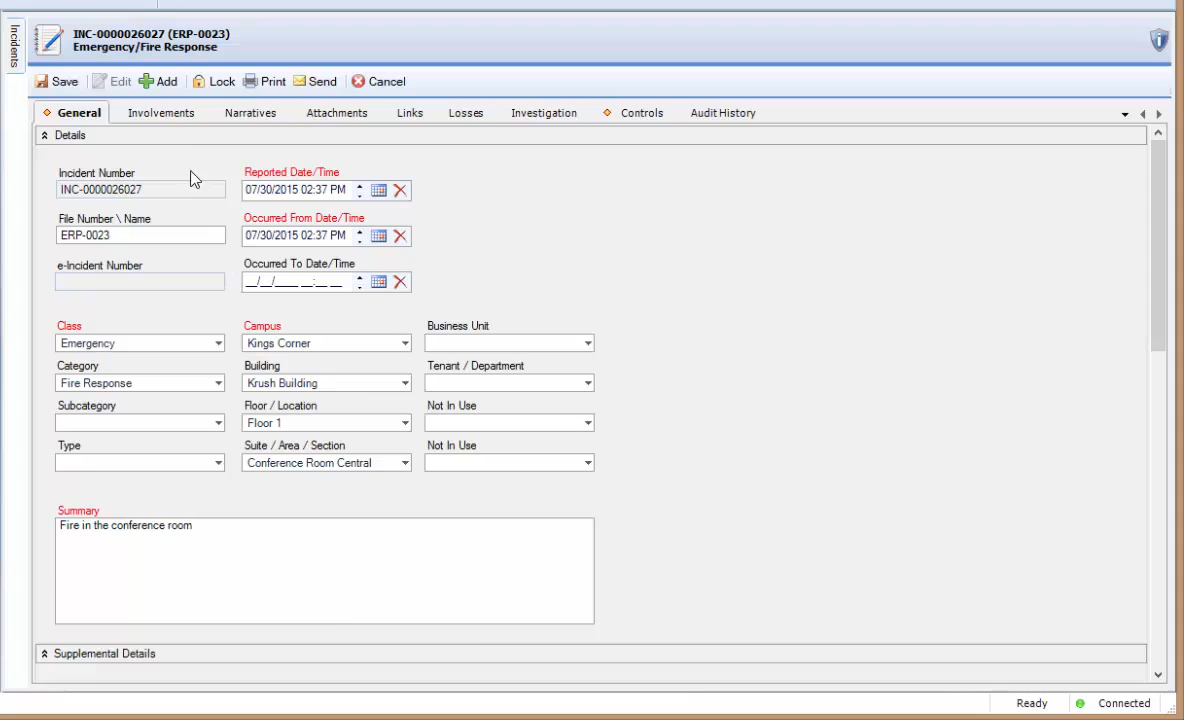 Incidents
INC-0000026027 (ERP-0023)
Emergency/Fire Response
Save Edit Add Lock Print Send Cancel
General Involvements Narratives Attachments Links Losses Investigation Controls Audit History
Details
Incident Number Reported Date/Time
INC-0000026027 07/30/2015 02:37 PM
File Number \ Name Occurred From Date/Time
ERP-0023 07/30/2015 02:37 PM
e-Incident Number Occurred To Date/Time
__/__/____ __:__ __
Class Campus Business Unit
Emergency Kings Corner
Category Building Tenant / Department
Fire Response Krush Building
Subcategory Floor / Location Not In Use
Floor 1
Type Suite / Area / Section Not In Use
Conference Room Central
Summary
Fire in the conference room
Supplemental Details
Ready Connected